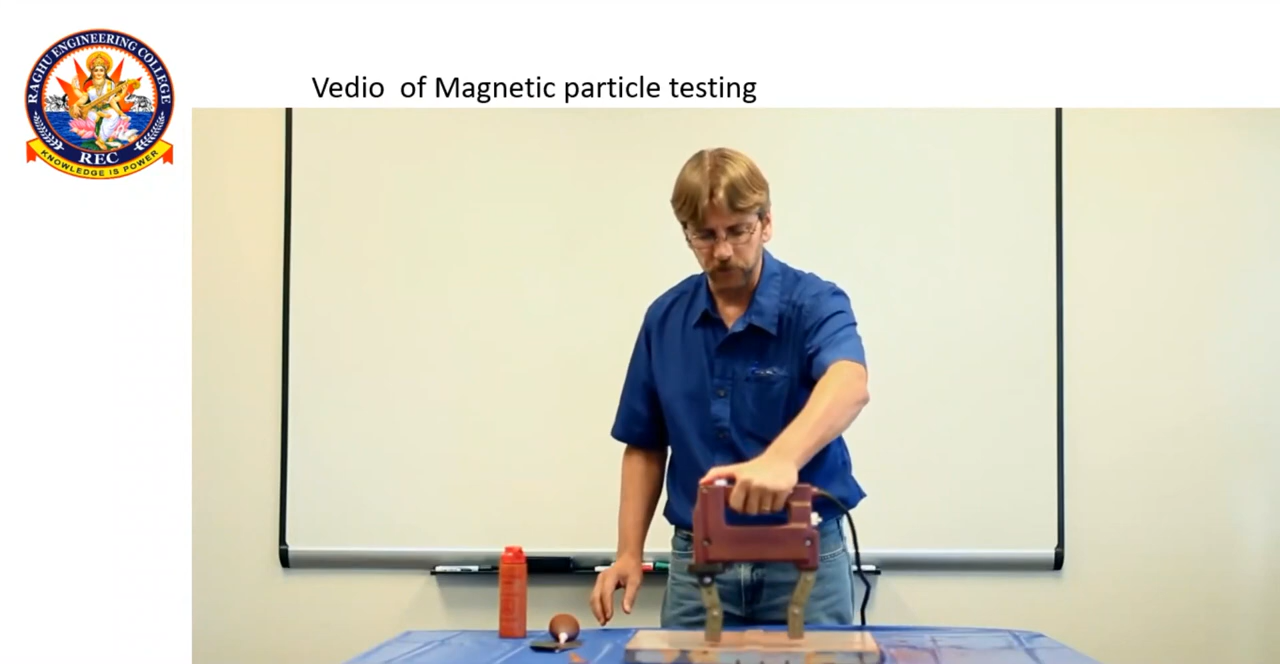 RAGHU ENGINEERING COLLEGE
REC
KNOWLEDGE IS POWER
Vedio of Magnetic particle testing